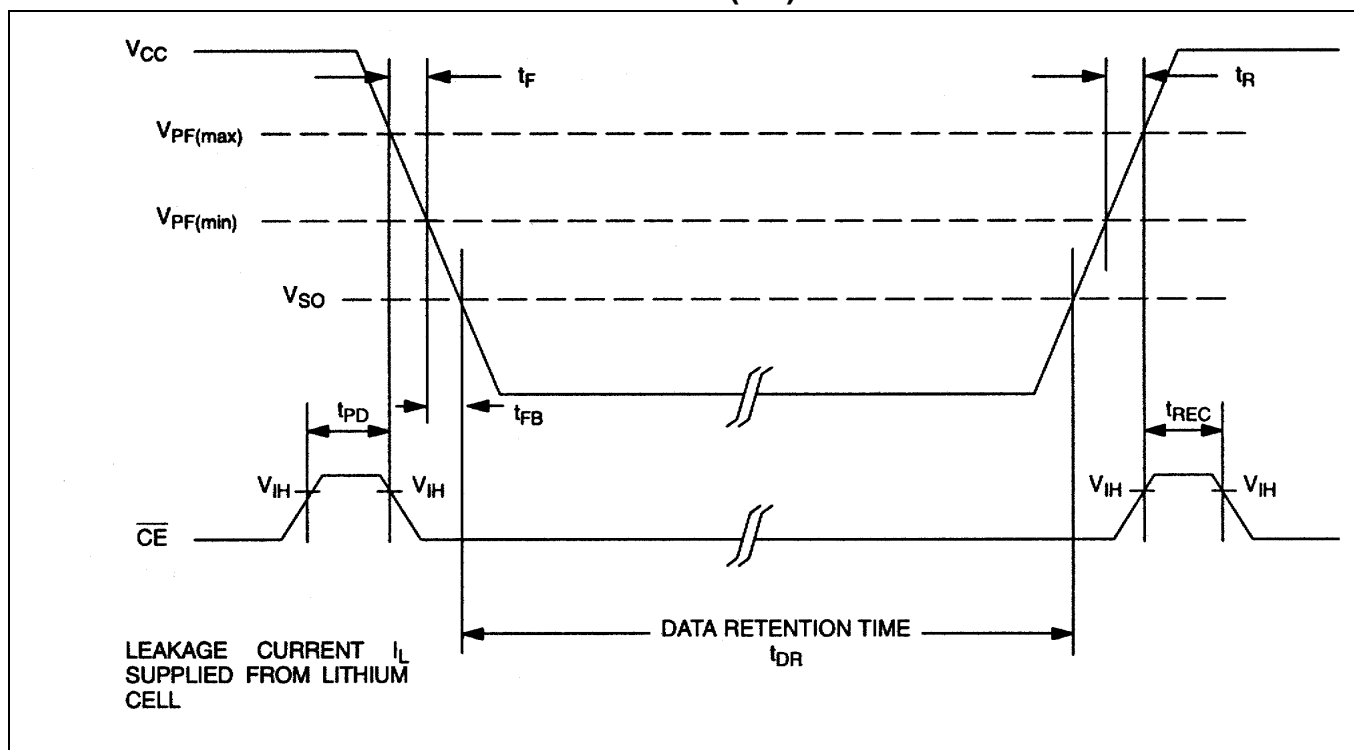 VCC
tF
tR
VPF(max)
VPF(min)
VSO
tPD
tFB
tREC
VIH
VIH
VIH
VIH
CE
DATA RETENTION TIME
tDR
LEAKAGE CURRENT IL
SUPPLIED FROM LITHIUM
CELL